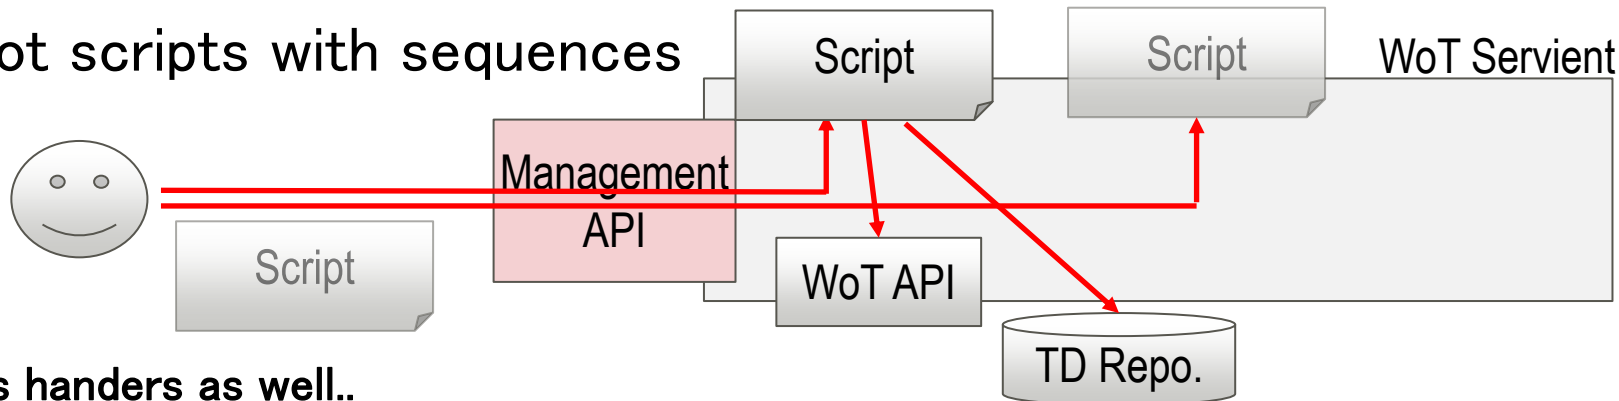 ot scripts with sequences
Script
Script
WoT Servient
Management
API
Script
WoT API
TD Repo.
s handers as well..